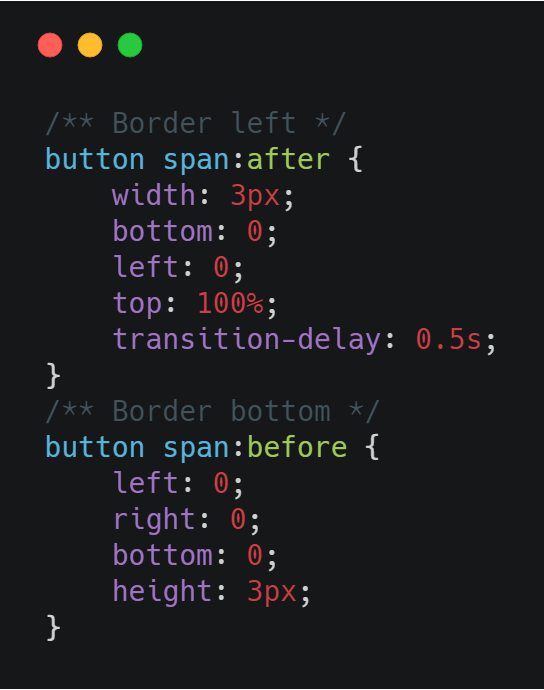 /** Border left */
button span:after {
    width: 3px;
    bottom: 0;
    left: 0;
    top: 100%;
    transition-delay: 0.5s;
}
/** Border bottom */
button span:before {
    left: 0;
    right: 0;
    bottom: 0;
    height: 3px;
}